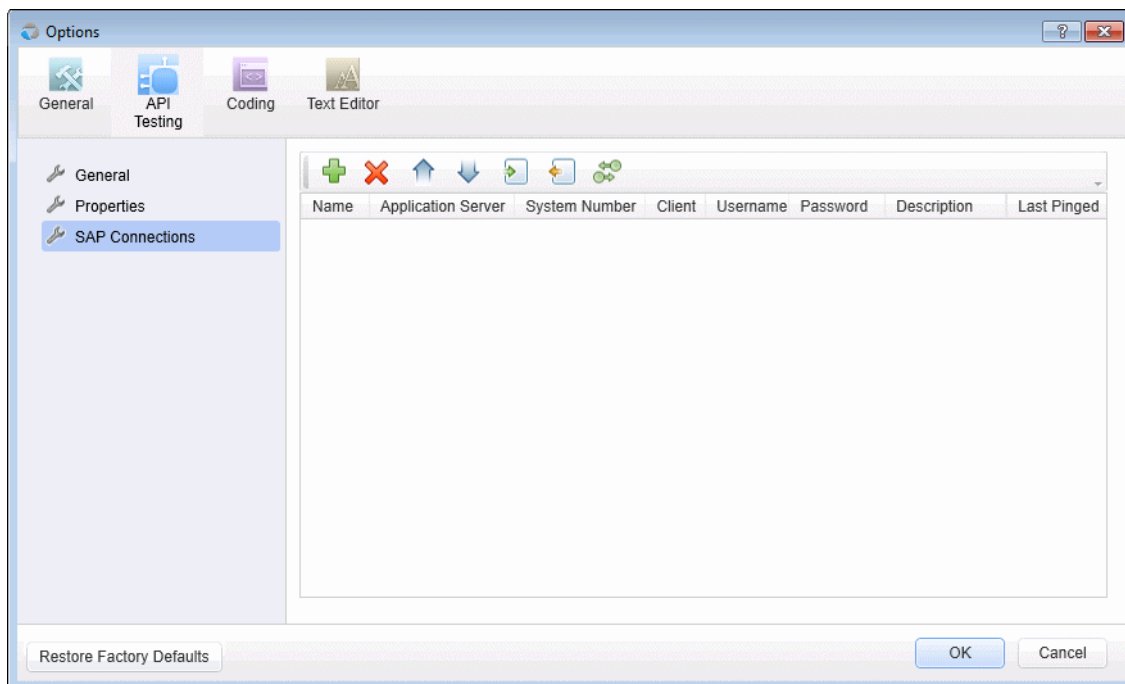 Options
General
API
Testing
Coding
Text Editor
General
Properties
SAP Connections
Name Application Server System Number Client Username Password Description Last Pinged
Restore Factory Defaults
OK
Cancel